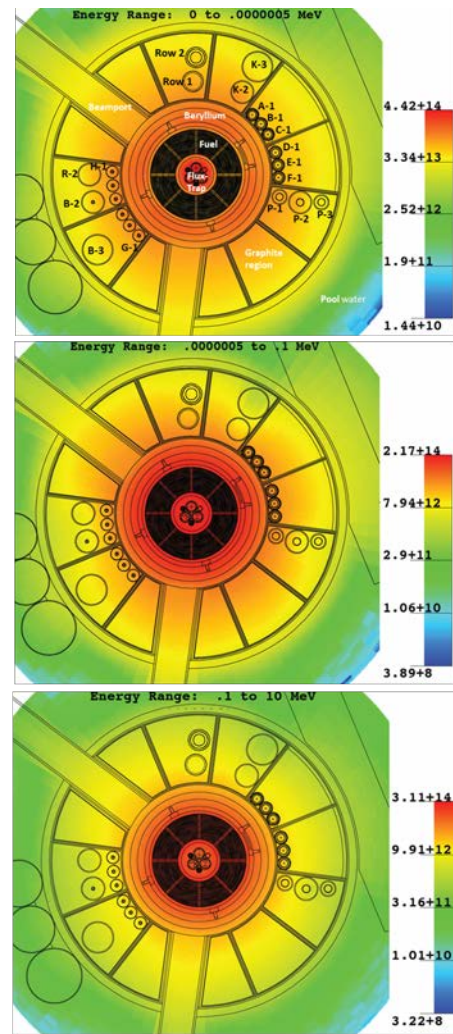 Energy Range: 0 to .0000005 MeV
Row 2
K-3
Row 1
K-2
Beamport
A-1
B-1
Beryllium
C-1
Fuel
D-1
E-1
H-1
R-2
F-1
Flux-
Trap
B-2
P-1
P-2
P-3
B-3
G-1
Graphite
region
Pool water
4.42+14
3.34+13
2.52+12
1.9+11
1.44+10
Energy Range: .0000005 to .1 MeV
2.17+14
7.94+12
2.9+11
1.06+10
3.89+8
Energy Range: .1 to 10 MeV
3.11+14
9.91+12
3.16+11
1.01+10
3.22+8